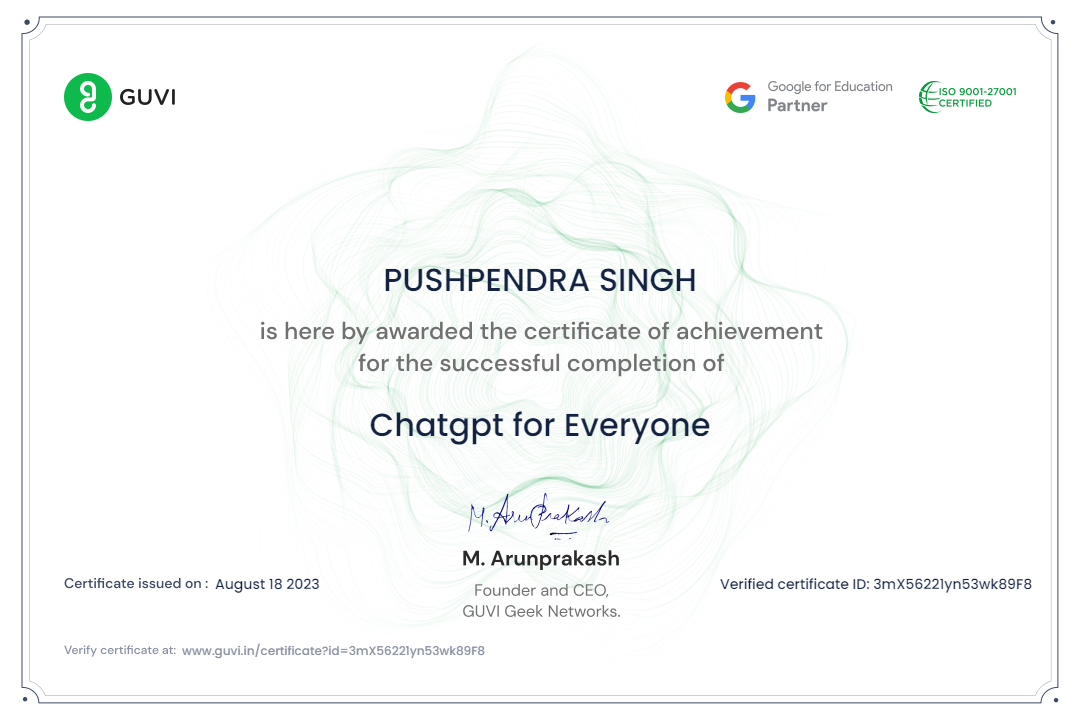 GUVI
Google for Education
Partner
ISO 9001-27001
CERTIFIED
PUSHPENDRA SINGH
is here by awarded the certificate of achievement
for the successful completion of
Chatgpt for Everyone
M. Arunprakash
M. Arunprakash
Founder and CEO,
GUVI Geek Networks.
Certificate issued on : August 18 2023
Verified certificate ID: 3mX56221yn53wk89F8
Verify certificate at: www.guvi.in/certificate?id=3mX56221yn53wk89F8